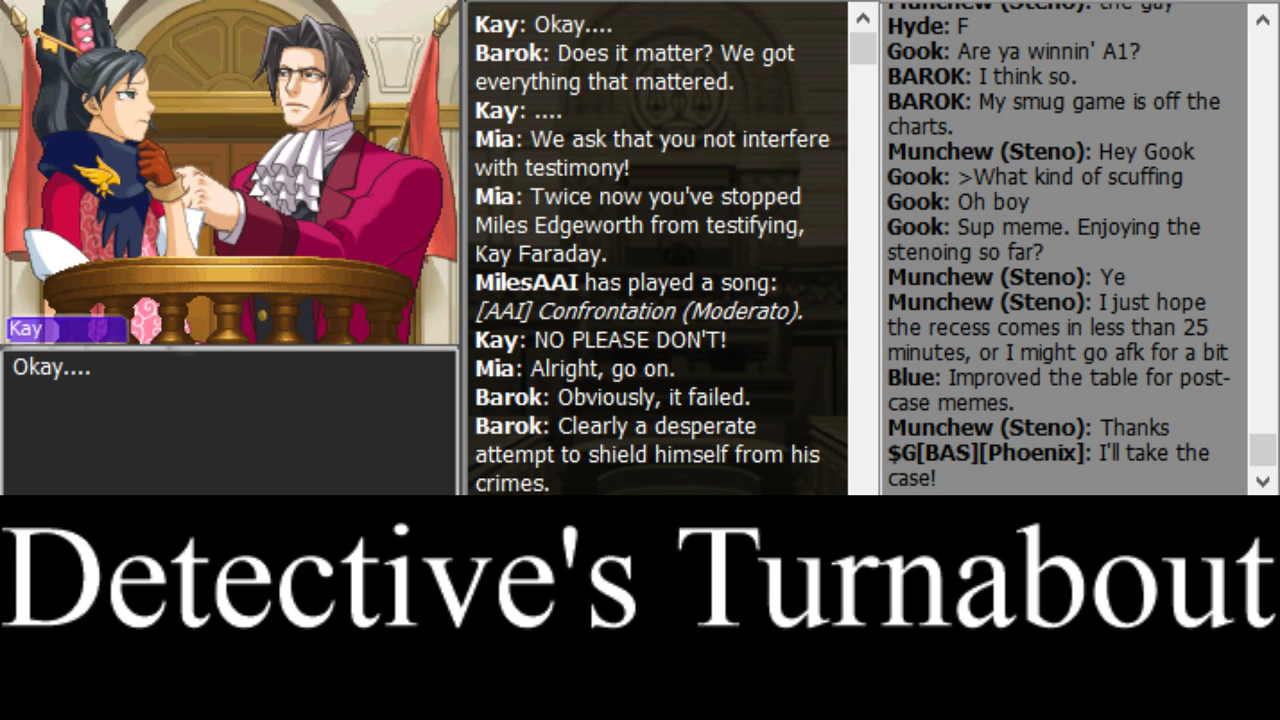 Kay
Okay....
Kay: Okay....
Barok: Does it matter? We got
everything that mattered.
Kay: ....
Mia: We ask that you not interfere
with testimony!
Mia: Twice now you've stopped
Miles Edgeworth from testifying,
Kay Faraday.
MilesAAI has played a song:
[AAI] Confrontation (Moderato).
Kay: NO PLEASE DON'T!
Mia: Alright, go on.
Barok: Obviously, it failed.
Barok: Clearly a desperate
attempt to shield himself from his
crimes.
Munchew (Steno): the gay
Hyde: F
Gook: Are ya winnin' A1?
BAROK: I think so.
BAROK: My smug game is off the
charts.
Munchew (Steno): Hey Gook
Gook: >What kind of scuffing
Gook: Oh boy
Gook: Sup meme. Enjoying the
stenoing so far?
Munchew (Steno): Ye
Munchew (Steno): I just hope
the recess comes in less than 25
minutes, or I might go afk for a bit
Blue: Improved the table for post-
case memes.
Munchew (Steno): Thanks
$G[BAS][Phoenix]: I'll take the
case!
Detective's Turnabout